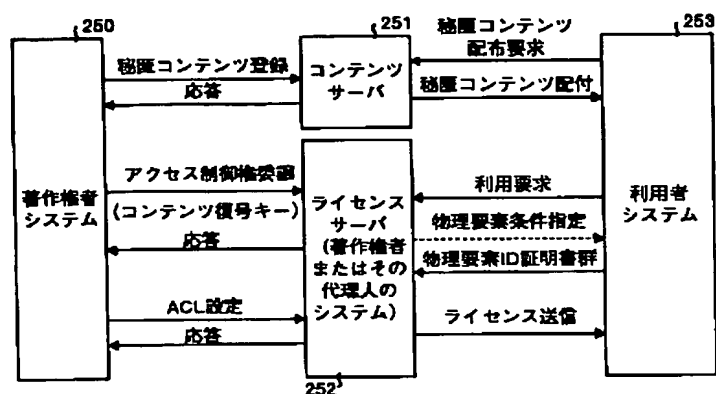 250
251
253
著作権者
システム
秘匿コンテンツ登録
応答
コンテンツ
サーバ
秘匿コンテンツ
配布要求
秘匿コンテンツ配付
利用者
システム
アクセス制御権委譲
(コンテンツ復号キー)
応答
ACL設定
応答
ライセンス
サーバ
(著作権者
またはその
代理人の
システム)
252
利用要求
物理要素条件指定
物理要素ID証明書群
ライセンス送信